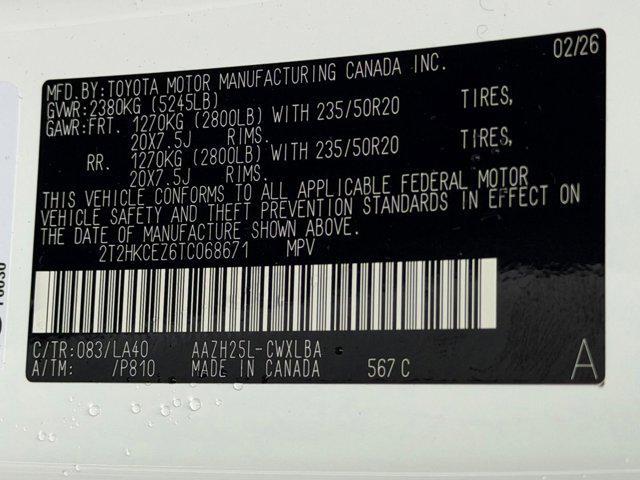 02/26
MFD.BY:TOYOTA MOTOR MANUFACTURING CANADA INC.
GVWR:2380KG (5245LB)
GAWR:FRT. 1270KG (2800LB) WITH 235/50R20 TIRES,
20X7.5J RIMS.
RR. 1270KG (2800LB) WITH 235/50R20 TIRES,
20X7.5J RIMS.
THIS VEHICLE CONFORMS TO ALL APPLICABLE FEDERAL MOTOR
VEHICLE SAFETY AND THEFT PREVENTION STANDARDS IN EFFECT ON
THE DATE OF MANUFACTURE SHOWN ABOVE.
2T2HKCEZ6TC068671 MPV
C/TR:083/LA40 AAZH25L-CWXLBA
A/TM: /P810 MADE IN CANADA 567 C A